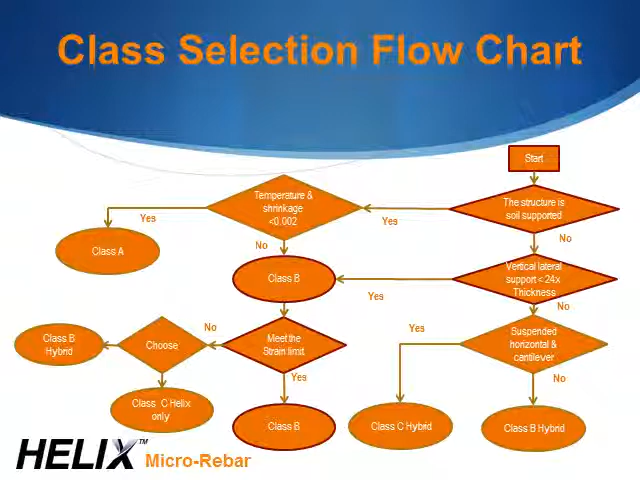 Class Selection Flow Chart
Start
Temperature &
shrinkage
<0.002
The structure is
soil supported
Yes
Yes
Class A
No
No
Class B
Vertical lateral
support <24x
Thickness
Yes
No
Class B
Hybrid
Choose
No
Meet the
Strain limit
Yes
Suspended
horizontal &
cantilever
Yes
No
Class C Helix
only
Class B
Class C Hybrid
Class B Hybrid
HELIX™
Micro-Rebar